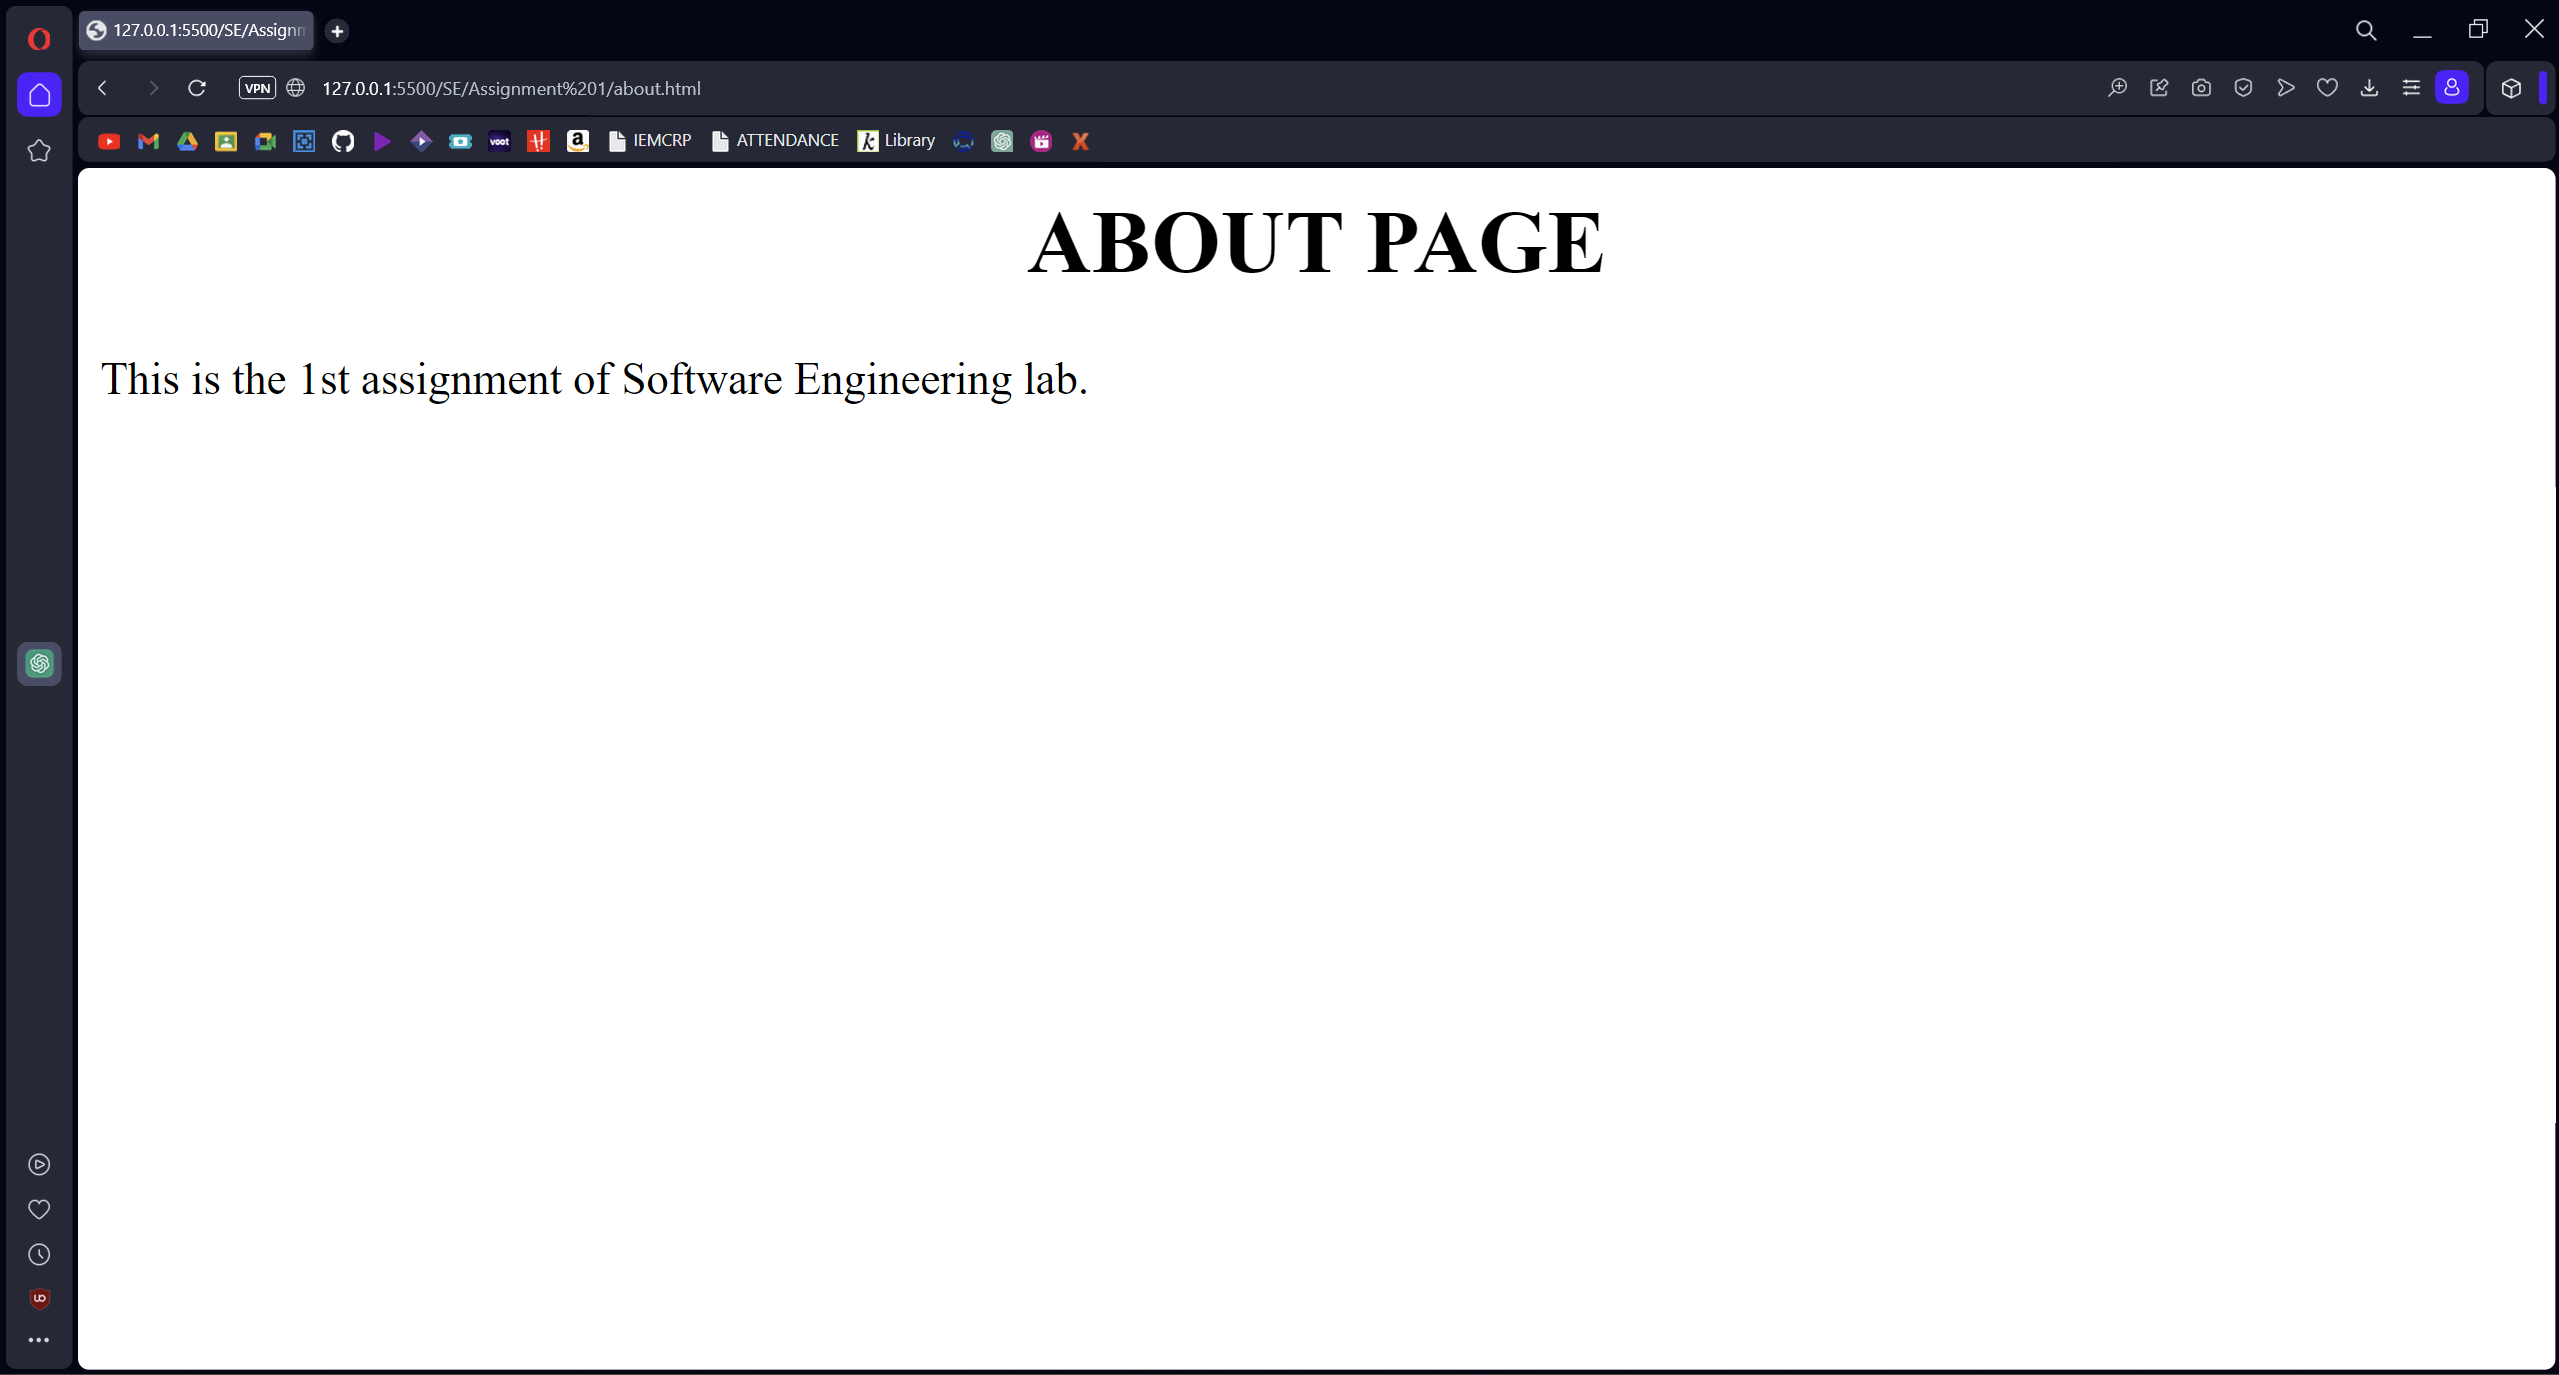 127.0.0.1:5500/SE/Assignm
VPN 127.0.0.1:5500/SE/Assignment%201/about.html
voot a IEMCRP ATTENDANCE k Library X
ABOUT PAGE
This is the 1st assignment of Software Engineering lab.